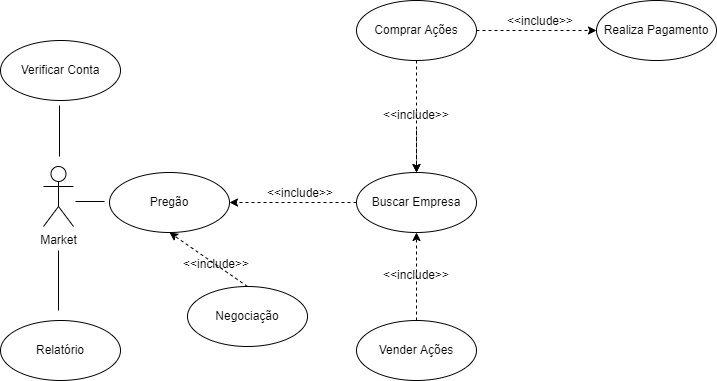 Comprar Ações
<<include>>
Realiza Pagamento
Verificar Conta
<<include>>
Pregão
<<include>>
Buscar Empresa
Market
<<include>>
<<include>>
Negociação
Relatório
Vender Ações